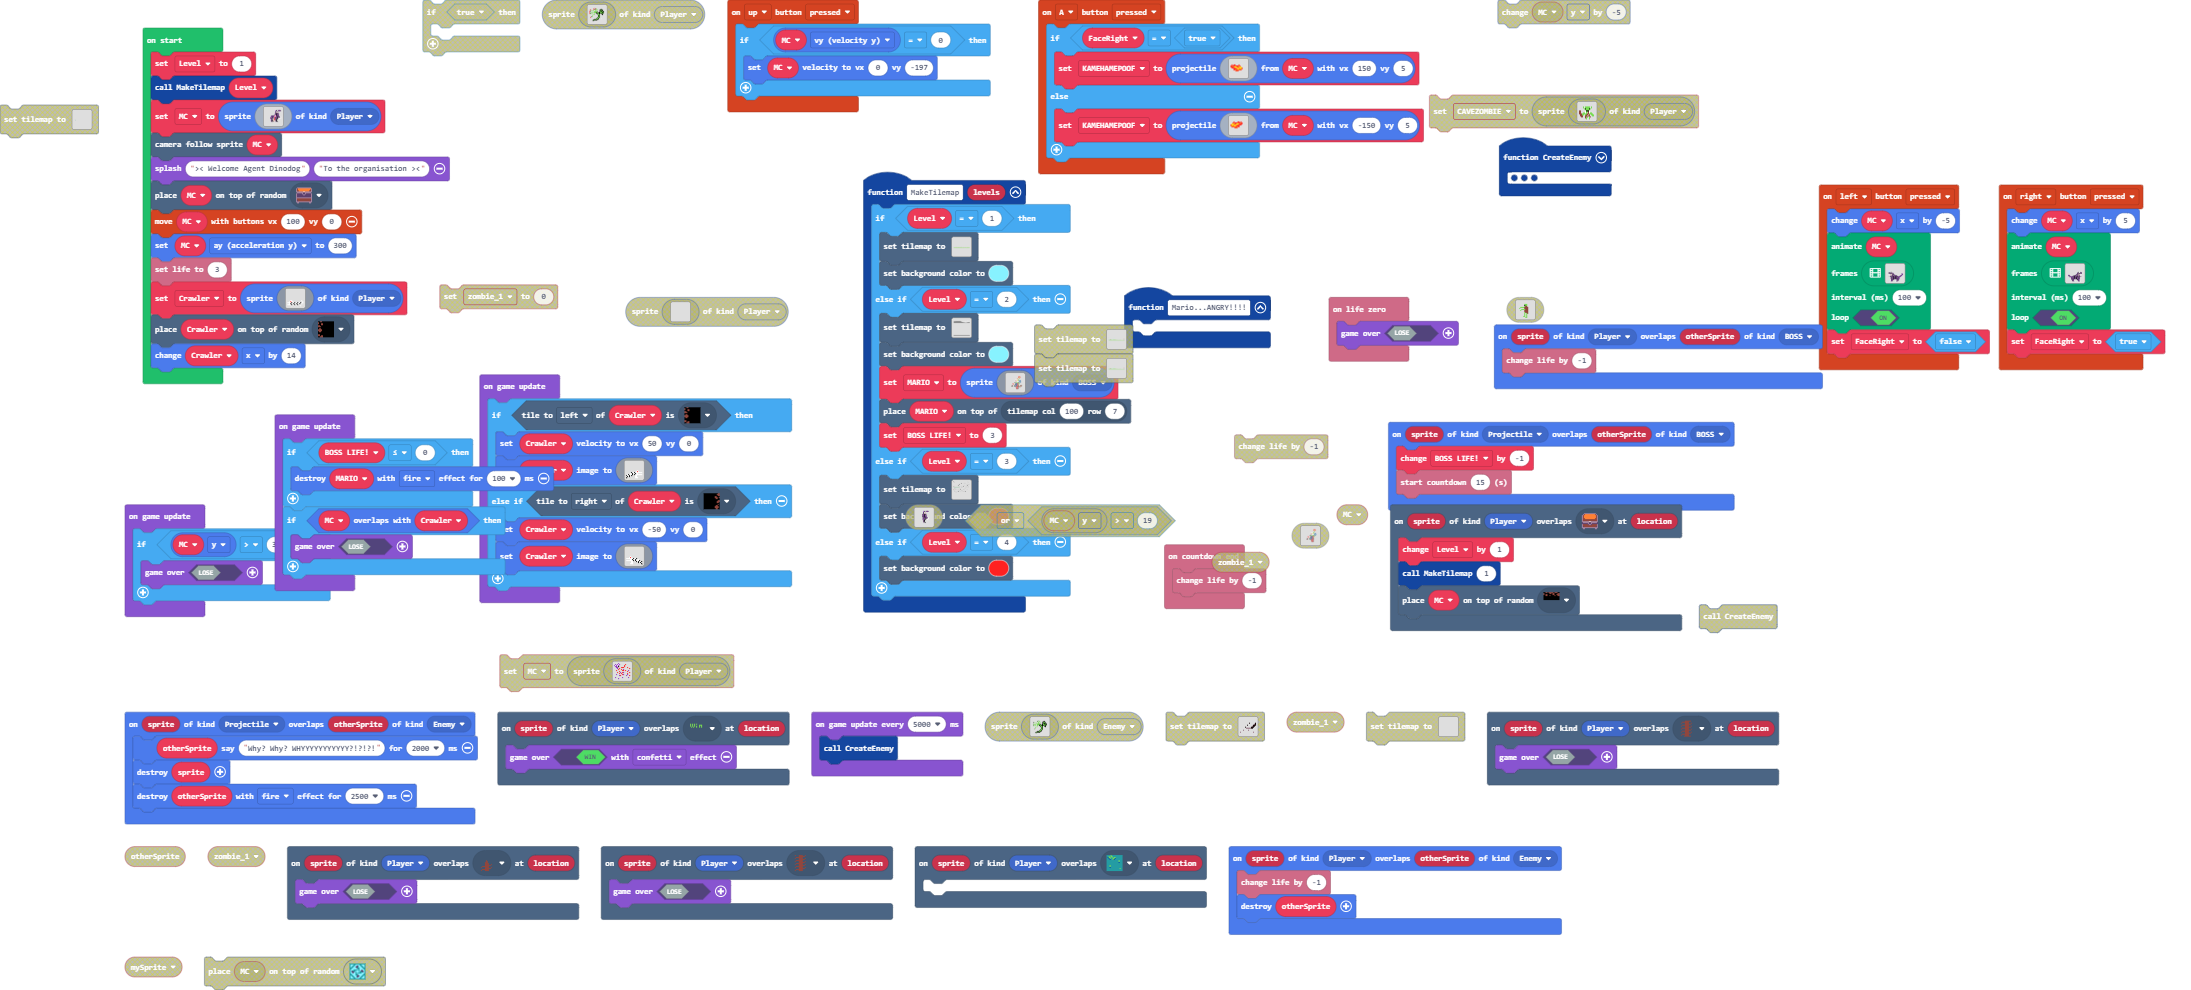 if true then
sprite of kind Player
on up button pressed
if MC vy (velocity y) = 0 then
set MC velocity to vx 0 vy -197
on A button pressed
if FaceRight = true then
set KAMEHAMEPOOF to projectile from MC with vx 150 vy 5
else
set KAMEHAMEPOOF to projectile from MC with vx -150 vy 5
change MC y by -5
set tilemap to
on start
set Level to 1
call MakeTilemap Level
set MC to sprite of kind Player
camera follow sprite MC
splash ">< Welcome Agent Dinodog" "To the organisation ><"
place MC on top of random
move MC with buttons vx 100 vy 0
set MC ay (acceleration y) to 300
set life to 3
set Crawler to sprite of kind Player
place Crawler on top of random
change Crawler x by 14
set CAVEZOMBIE to sprite of kind Player
function CreateEnemy
set zombie_1 to 0
sprite of kind Player
function MakeTilemap levels
if Level = 1 then
set tilemap to
set background color to
else if Level = 2 then
set tilemap to
set background color to
set MARIO to sprite of kind BOSS
place MARIO on top of tilemap col 100 row 7
set BOSS LIFE! to 3
else if Level = 3 then
set tilemap to
else if Level = 4 then
set background color to
function Mario...ANGRY!!!!
set tilemap to
set tilemap to
on life zero
game over LOSE
on left button pressed
change MC x by -5
animate MC
frames
interval (ms) 100
loop ON
set FaceRight to false
on right button pressed
change MC x by 5
animate MC
frames
interval (ms) 100
loop ON
set FaceRight to true
on sprite of kind Player overlaps otherSprite of kind BOSS
change life by -1
on game update
if tile to left of Crawler is then
set Crawler velocity to vx 50 vy 0
image to
else if tile to right of Crawler is then
Crawler velocity to vx -50 vy 0
set Crawler image to
on game update
if BOSS LIFE! ≤ 0 then
destroy MARIO with fire effect for 100 ms
if MC overlaps with Crawler then
game over LOSE
on game update
if MC y >
game over LOSE
or MC y > 19
change life by -1
MC
on countdown
zombie_1
change life by -1
on sprite of kind Projectile overlaps otherSprite of kind BOSS
change BOSS LIFE! by -1
start countdown 15 (s)
on sprite of kind Player overlaps at location
change Level by 1
call MakeTilemap 1
place MC on top of random
call CreateEnemy
set MC to sprite of kind Player
on sprite of kind Projectile overlaps otherSprite of kind Enemy
otherSprite say "Why? Why? WHYYYYYYYYYYY?!?!?!" for 2000 ms
destroy sprite
destroy otherSprite with fire effect for 2500 ms
on sprite of kind Player overlaps at location
game over WIN with confetti effect
on game update every 5000 ms
call CreateEnemy
sprite of kind Enemy
set tilemap to
zombie_1
set tilemap to
on sprite of kind Player overlaps at location
game over LOSE
otherSprite
zombie_1
on sprite of kind Player overlaps at location
game over LOSE
on sprite of kind Player overlaps at location
game over LOSE
on sprite of kind Player overlaps at location
on sprite of kind Player overlaps otherSprite of kind Enemy
change life by -1
destroy otherSprite
mySprite
place MC on top of random